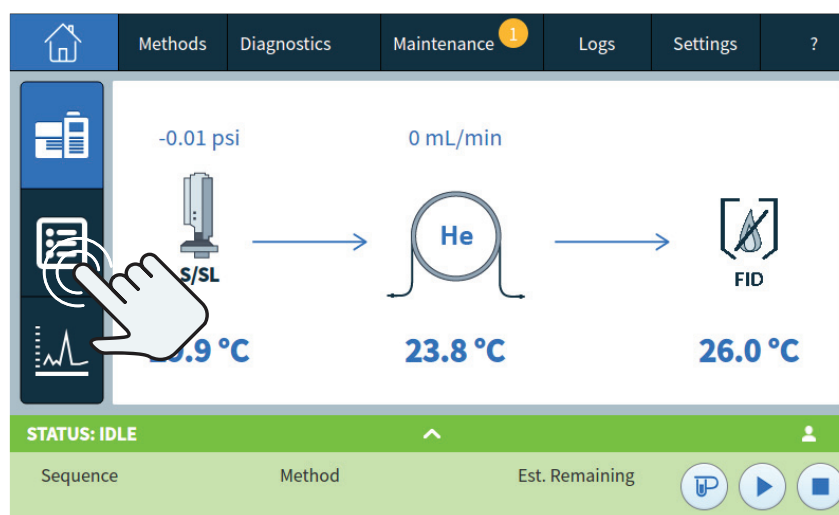 Methods Diagnostics Maintenance 1 Logs Settings ?
-0.01 psi 0 mL/min
He
S/SL
FID
.9 °C 23.8 °C 26.0 °C
STATUS: IDLE
Sequence Method Est. Remaining